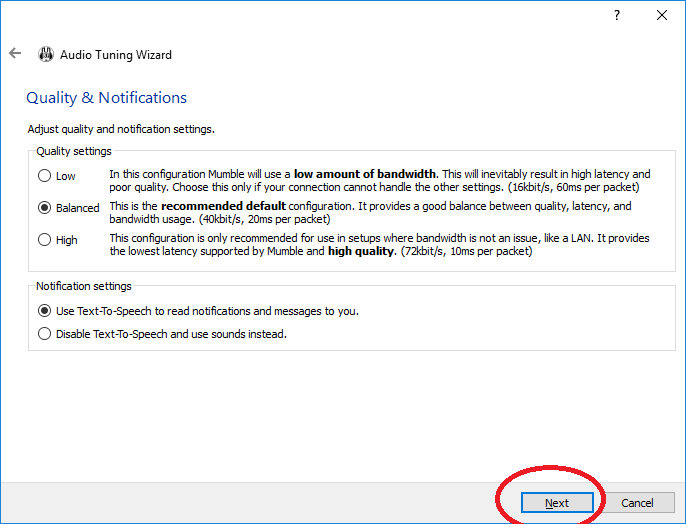 ?
Audio Tuning Wizard
Quality & Notifications
Adjust quality and notification settings.
Quality settings
Low
In this configuration Mumble will use a low amount of bandwidth. This will inevitably result in high latency and
poor quality. Choose this only if your connection cannot handle the other settings. (16kbit/s, 60ms per packet)
Balanced
This is the recommended default configuration. It provides a good balance between quality, latency, and
bandwidth usage. (40kbit/s, 20ms per packet)
High
This configuration is only recommended for use in setups where bandwidth is not an issue, like a LAN. It provides
the lowest latency supported by Mumble and high quality. (72kbit/s, 10ms per packet)
Notification settings
Use Text-To-Speech to read notifications and messages to you.
Disable Text-To-Speech and use sounds instead.
Next
Cancel